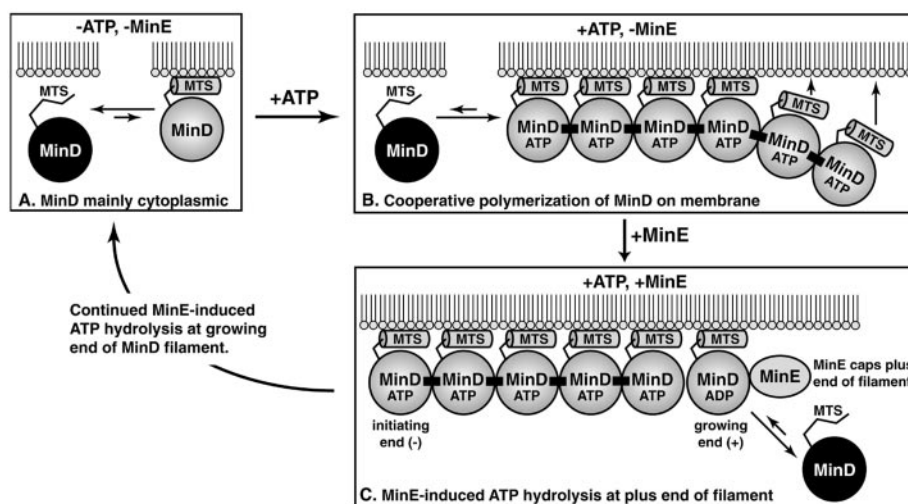 -ATP, -MinE
MTS
MTS
MinD
MinD
A. MinD mainly cytoplasmic
+ATP
+ATP, -MinE
MTS
MTS
MTS
MTS
MTS
MTS
MTS
MinD
MinD
ATP
MinD
ATP
MinD
ATP
MinD
ATP
MinD
ATP
MinD
ATP
B. Cooperative polymerization of MinD on membrane
+MinE
+ATP, +MinE
MTS
MTS
MTS
MTS
MTS
MTS
MinD
ATP
MinD
ATP
MinD
ATP
MinD
ATP
MinD
ATP
MinD
ADP
MinE
MinE caps plus
end of filament
initiating
end (-)
growing
end (+)
MTS
MinD
C. MinE-induced ATP hydrolysis at plus end of filament
Continued MinE-induced
ATP hydrolysis at growing
end of MinD filament.